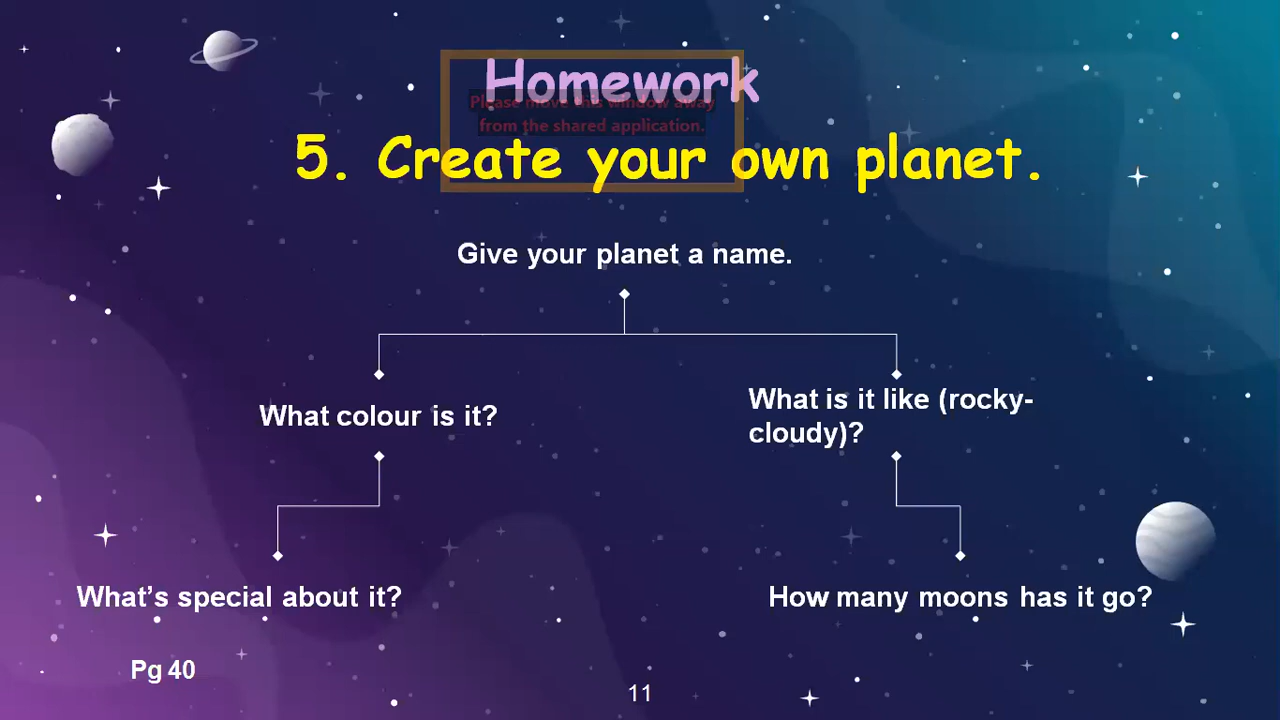 Homework
Please move this window away
from the shared application.
5. Create your own planet.
Give your planet a name.
What colour is it?
What is it like (rocky-
cloudy)?
What's special about it?
How many moons has it go?
Pg 40
11